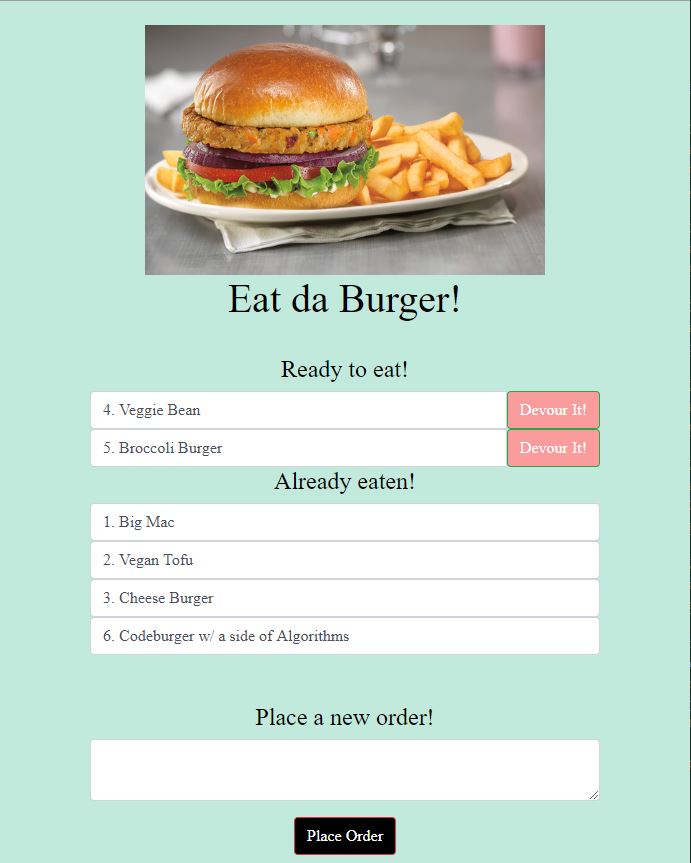 Eat da Burger!
Ready to eat!
4. Veggie Bean Devour It!
5. Broccoli Burger Devour It!
Already eaten!
1. Big Mac
2. Vegan Tofu
3. Cheese Burger
6. Codeburger w/ a side of Algorithms
Place a new order!
Place Order